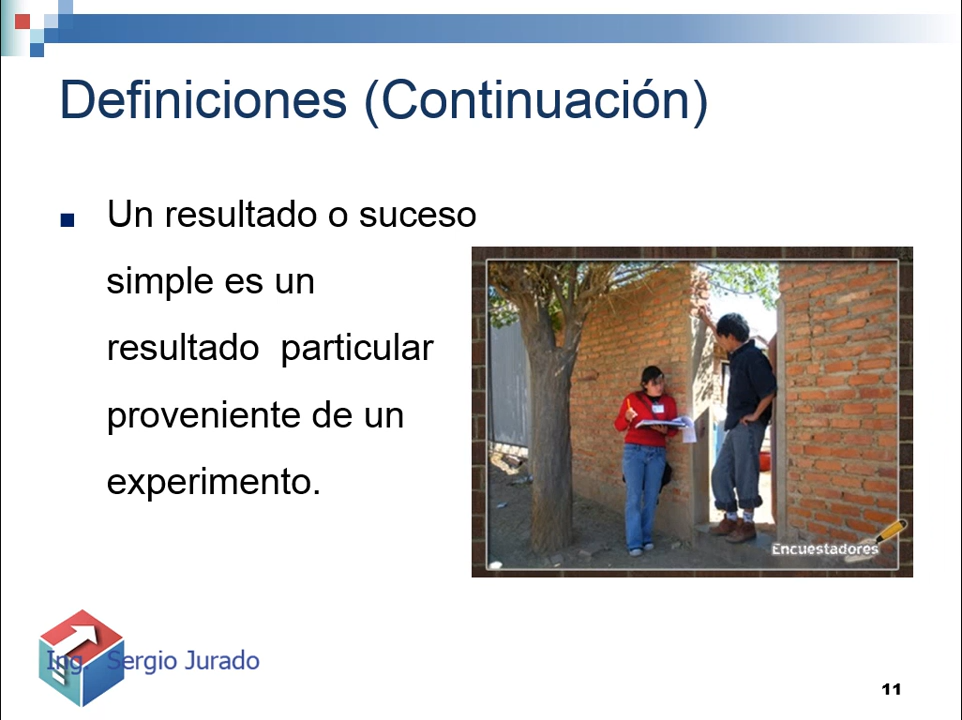 Definiciones (Continuación)
Un resultado o suceso
simple es un
resultado particular
proveniente de un
experimento.
Encuestadores
Ing. Sergio Jurado
11